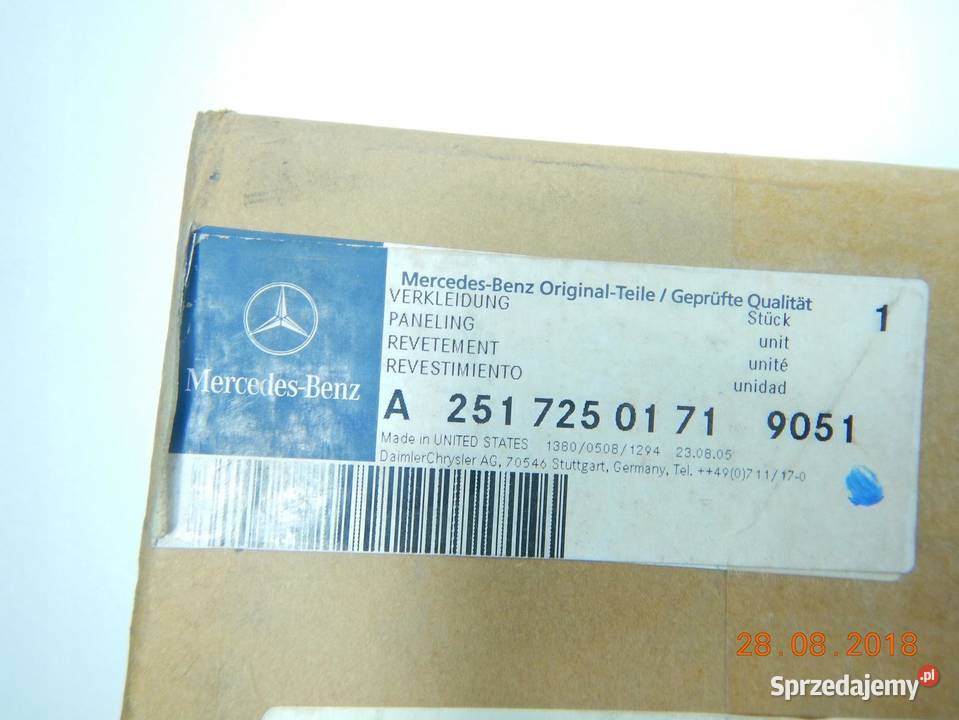 Mercedes-Benz
Mercedes-Benz Original-Teile / Geprüfte Qualität
VERKLEIDUNG Stück 1
PANELING unit
REVETEMENT unité
REVESTIMIENTO unidad
A 251 725 01 71 9051
Made in UNITED STATES 1380/0508/1294 23.08.05
DaimlerChrysler AG, 70546 Stuttgart, Germany, Tel. ++49(0)711/17-0
28.08.2018
Sprzedajemy.pl